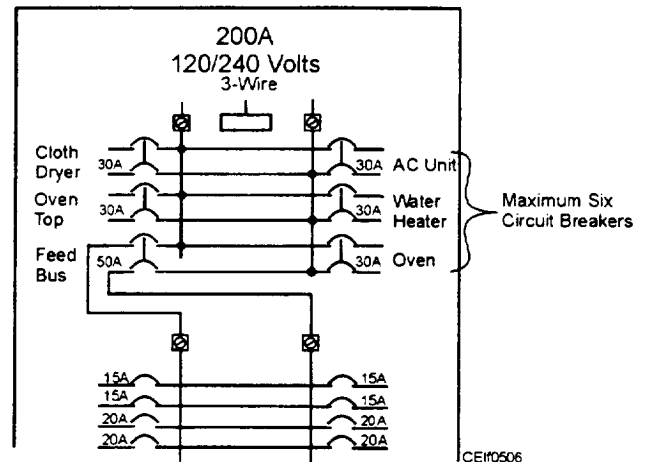 200A
120/240 Volts
3-Wire
Cloth
Dryer
30A
30A
AC Unit
Oven
Top
30A
30A
Water
Heater
Maximum Six
Circuit Breakers
Feed
Bus
50A
30A
Oven
15A
15A
15A
15A
20A
20A
20A
20A
CEIf0506